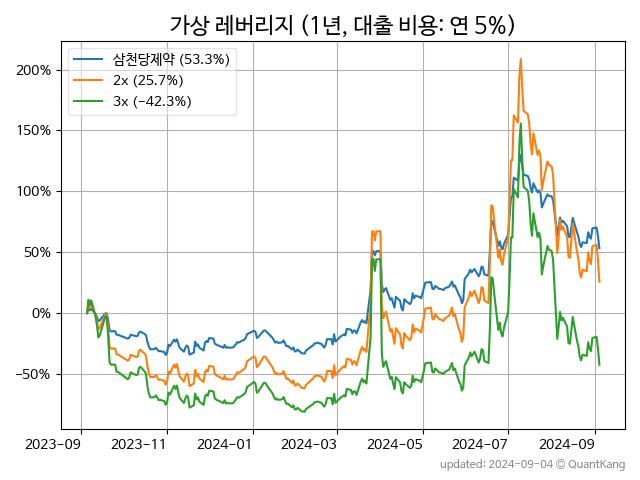 가상 레버리지 (1년, 대출 비용: 연 5%)
삼천당제약 (53.3%)
2x (25.7%)
3x (−42.3%)
200%
150%
100%
50%
0%
−50%
2023-09 2023-11 2024-01 2024-03 2024-05 2024-07 2024-09
updated: 2024-09-04 © QuantKang